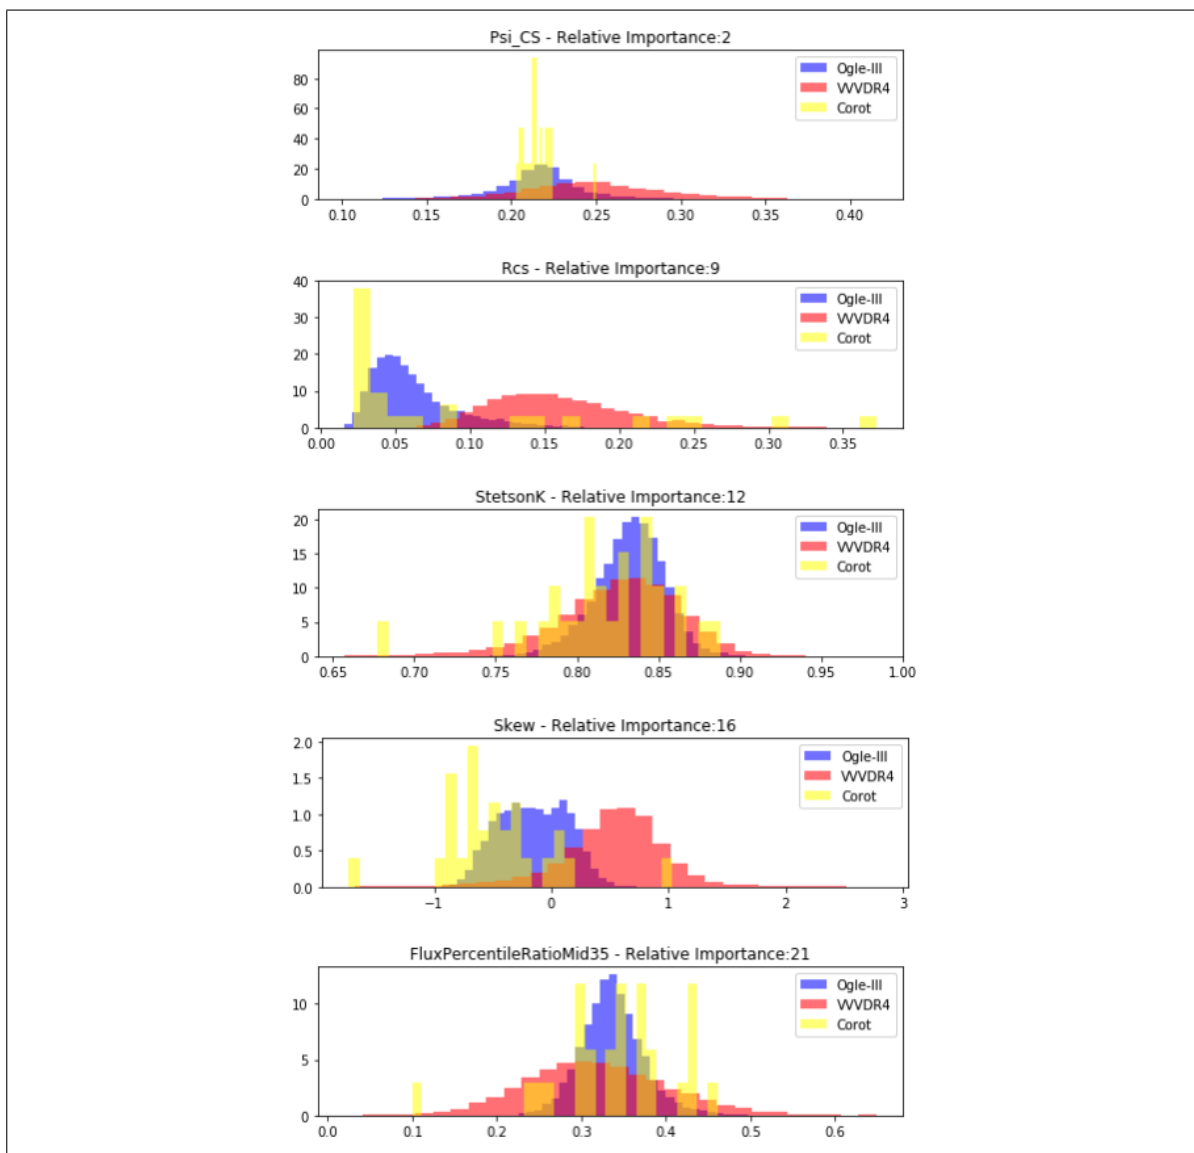 Psi_CS - Relative Importance:2
Ogle-III
VVVDR4
Corot
80
60
40
20
0
0.10 0.15 0.20 0.25 0.30 0.35 0.40
Rcs - Relative Importance:9
Ogle-III
VVVDR4
Corot
40
30
20
10
0
0.00 0.05 0.10 0.15 0.20 0.25 0.30 0.35
StetsonK - Relative Importance:12
Ogle-III
VVVDR4
Corot
20
15
10
5
0
0.65 0.70 0.75 0.80 0.85 0.90 0.95 1.00
Skew - Relative Importance:16
Ogle-III
VVVDR4
Corot
2.0
1.5
1.0
0.5
0.0
−1 0 1 2 3
FluxPercentileRatioMid35 - Relative Importance:21
Ogle-III
VVVDR4
Corot
10
5
0
0.0 0.1 0.2 0.3 0.4 0.5 0.6